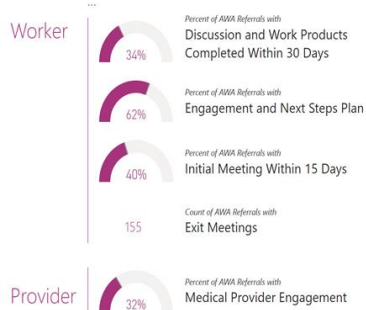 ...
Worker
Percent of AWA Referrals with
Discussion and Work Products
Completed Within 30 Days
34%
Percent of AWA Referrals with
Engagement and Next Steps Plan
62%
Percent of AWA Referrals with
Initial Meeting Within 15 Days
40%
Count of AWA Referrals with
Exit Meetings
155
Provider
Percent of AWA Referrals with
Medical Provider Engagement
32%